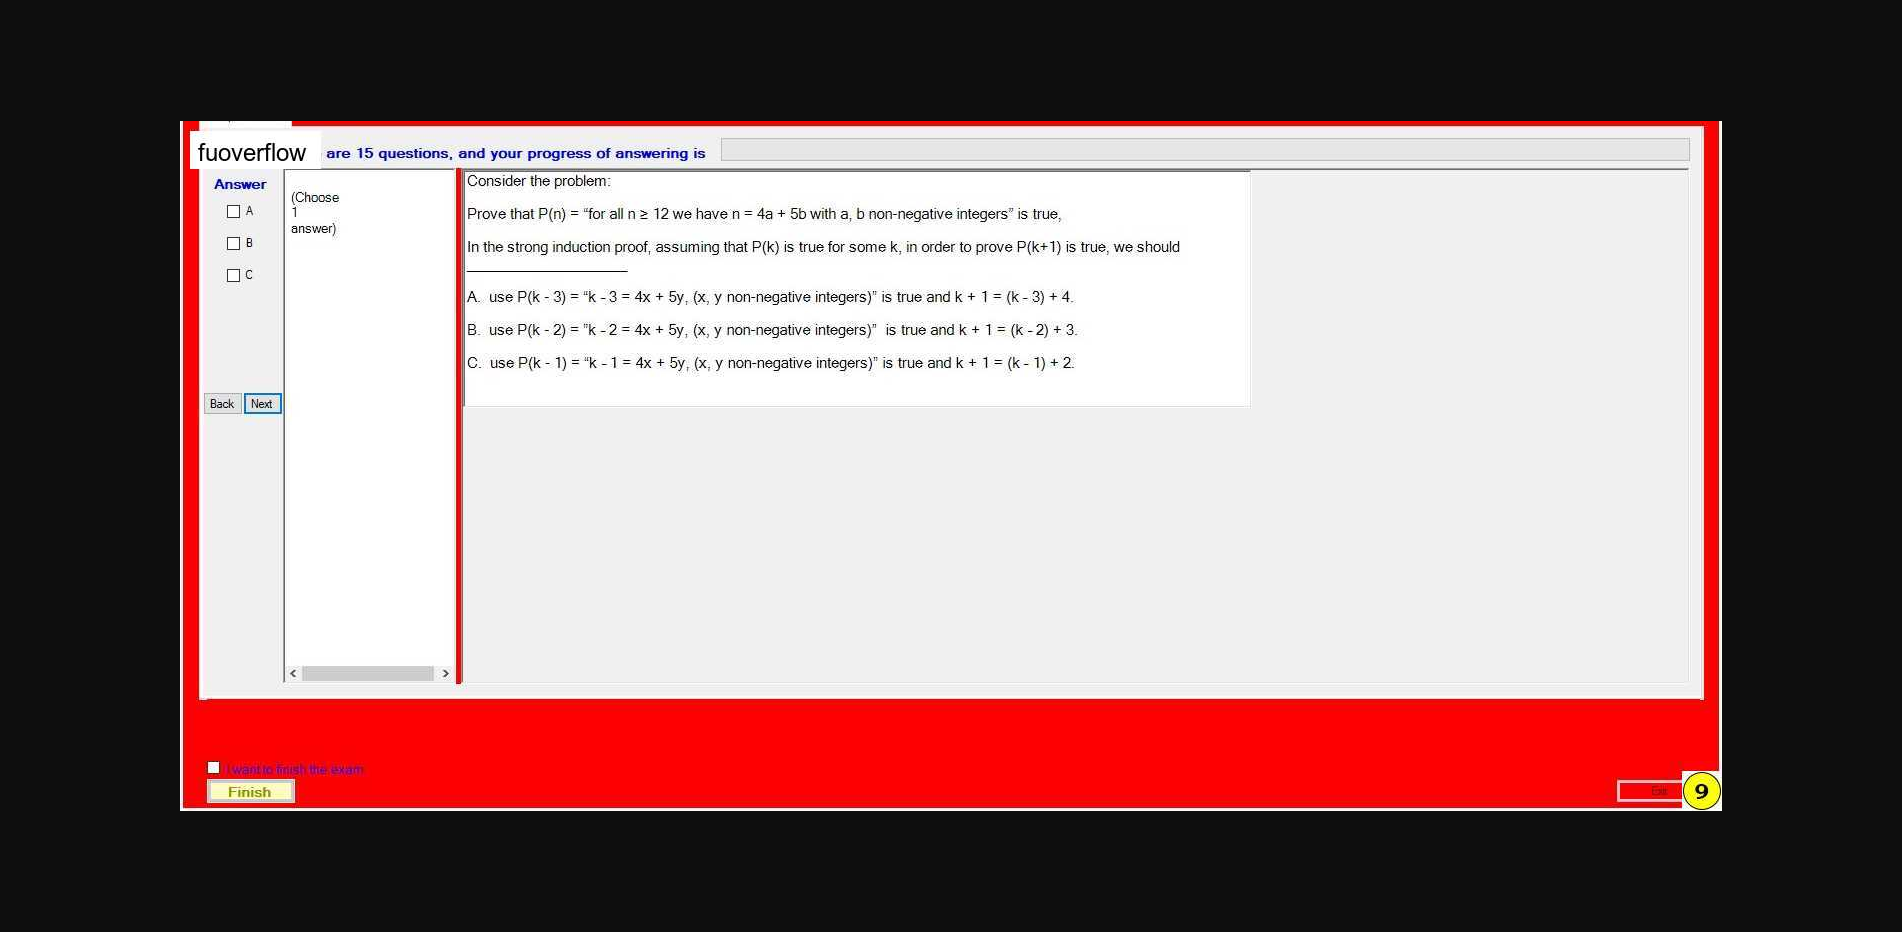 fuoverflow are 15 questions, and your progress of answering is
Answer
A
B
C
Back Next
(Choose
1
answer)
Consider the problem:
Prove that P(n) = “for all n ≥ 12 we have n = 4a + 5b with a, b non-negative integers” is true,
In the strong induction proof, assuming that P(k) is true for some k, in order to prove P(k+1) is true, we should
____________________
A. use P(k - 3) = “k - 3 = 4x + 5y, (x, y non-negative integers)” is true and k + 1 = (k - 3) + 4.
B. use P(k - 2) = ”k - 2 = 4x + 5y, (x, y non-negative integers)” is true and k + 1 = (k - 2) + 3.
C. use P(k - 1) = “k - 1 = 4x + 5y, (x, y non-negative integers)” is true and k + 1 = (k - 1) + 2.
I want to finish the exam
Finish
Exit
9